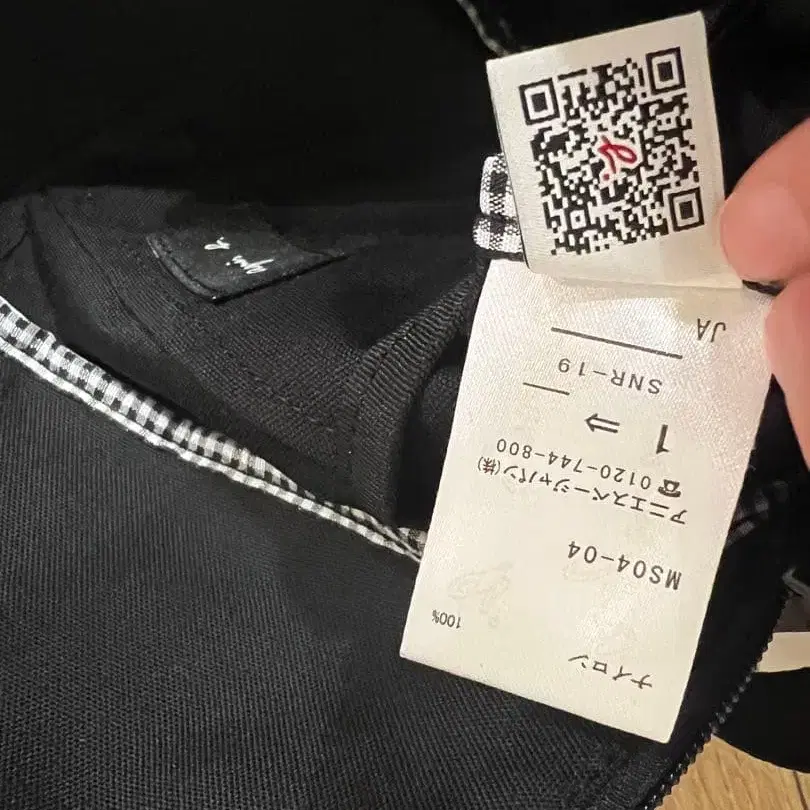 ナイロン 100%
MS04-04
アニエスベージャパン(株)
☎0120-744-800
1 ⇒
SNR-19
JA
b.
agnès b.